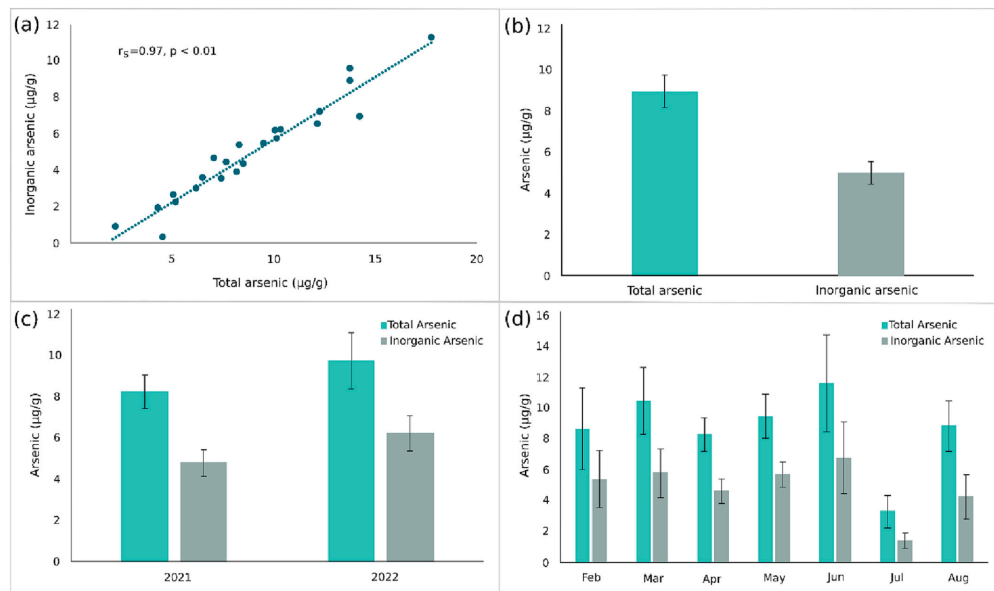 (a)
12
10
8
6
4
2
0
Inorganic arsenic (µg/g)
rs=0.97, p < 0.01
5
10
15
20
Total arsenic (µg/g)
(b)
12
10
8
6
4
2
0
Arsenic (µg/g)
Total arsenic
Inorganic arsenic
(c)
12
10
8
6
4
2
0
Arsenic (µg/g)
Total Arsenic
Inorganic Arsenic
2021
2022
(d)
16
14
12
10
8
6
4
2
0
Arsenic (µg/g)
Total Arsenic
Inorganic Arsenic
Feb
Mar
Apr
May
Jun
Jul
Aug